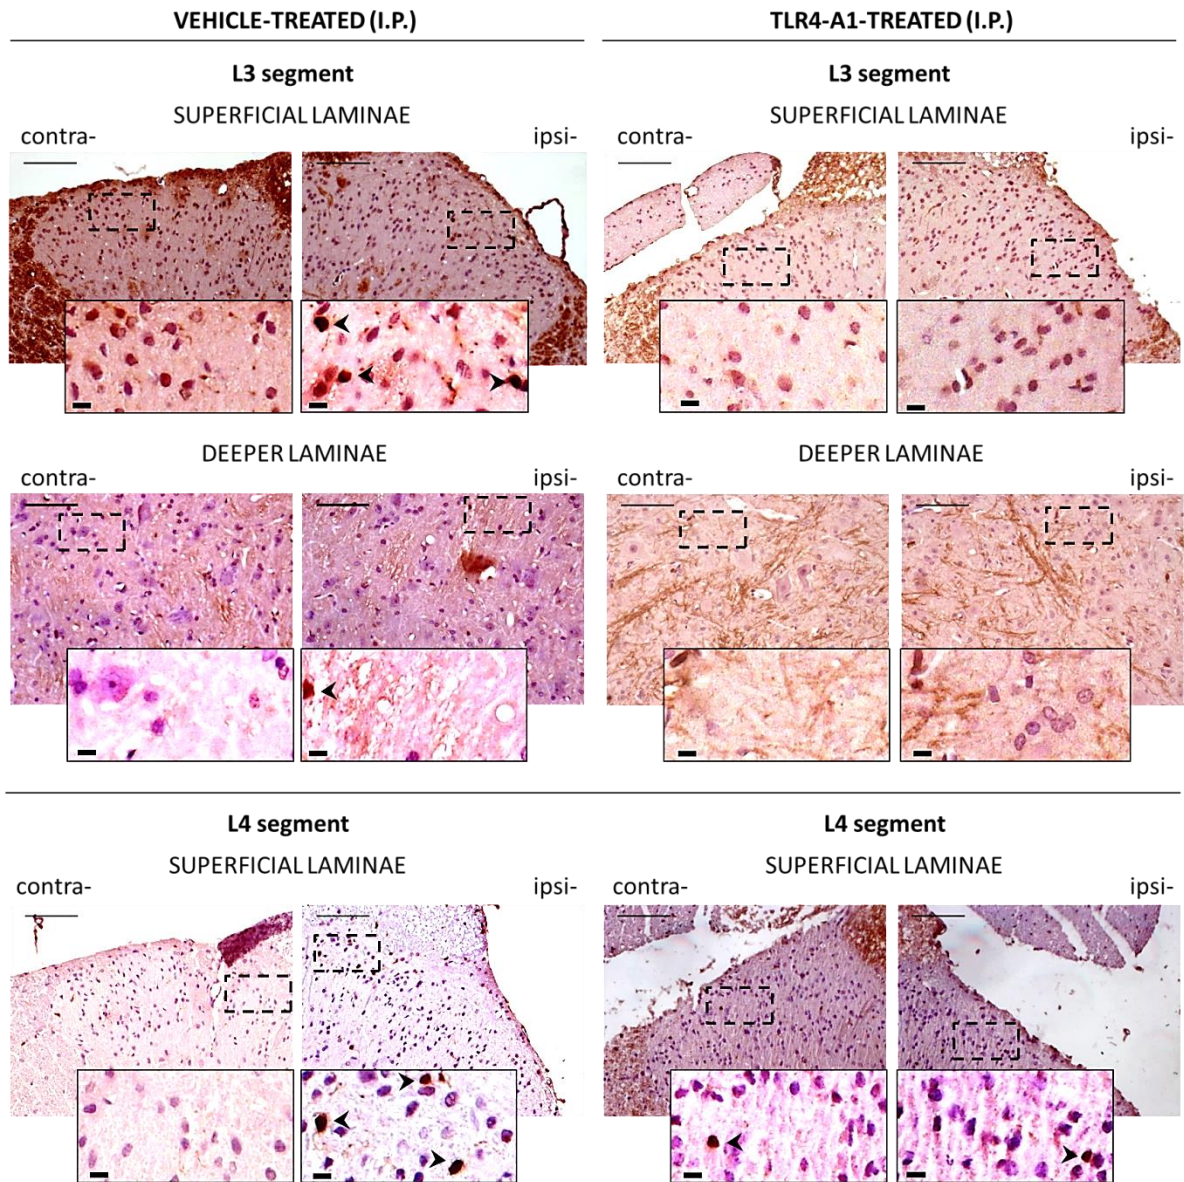 VEHICLE-TREATED (I.P.)
TLR4-A1-TREATED (I.P.)
L3 segment
L3 segment
SUPERFICIAL LAMINAE
SUPERFICIAL LAMINAE
contra-
ipsi-
contra-
ipsi-
DEEPER LAMINAE
DEEPER LAMINAE
contra-
ipsi-
contra-
ipsi-
L4 segment
L4 segment
SUPERFICIAL LAMINAE
SUPERFICIAL LAMINAE
contra-
ipsi-
contra-
ipsi-